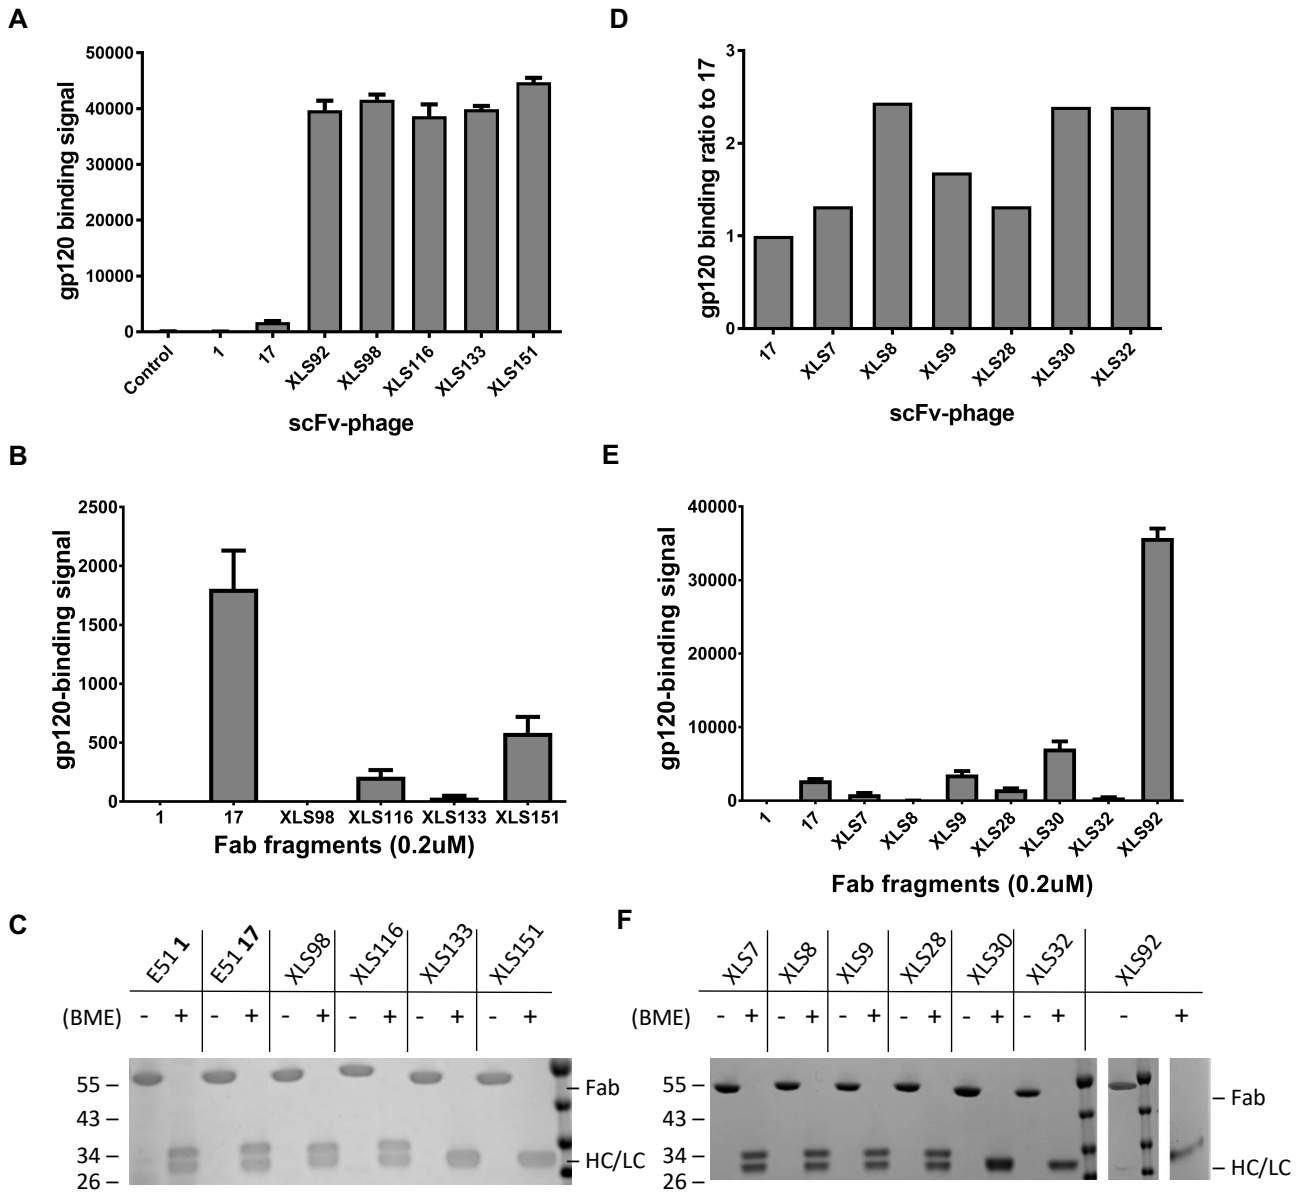 A
gp120 binding signal
50000
40000
30000
20000
10000
0
Control
1
17
XLS92
XLS98
XLS116
XLS133
XLS151
scFv-phage
D
gp120 binding ratio to 17
3
2
1
0
17
XLS7
XLS8
XLS9
XLS28
XLS30
XLS32
scFv-phage
B
gp120-binding signal
2500
2000
1500
1000
500
0
1
17
XLS98
XLS116
XLS133
XLS151
Fab fragments (0.2uM)
E
gp120-binding signal
40000
30000
20000
10000
0
1
17
XLS7
XLS8
XLS9
XLS28
XLS30
XLS32
XLS92
Fab fragments (0.2uM)
C
E51 1
E51 17
XLS98
XLS116
XLS133
XLS151
(BME) - + - + - + - + - + - +
55 –
43 –
34 –
26 –
– Fab
– HC/LC
F
XLS7
XLS8
XLS9
XLS28
XLS30
XLS32
XLS92
(BME) - + - + - + - + - + - + - +
55 –
43 –
34 –
26 –
– Fab
– HC/LC